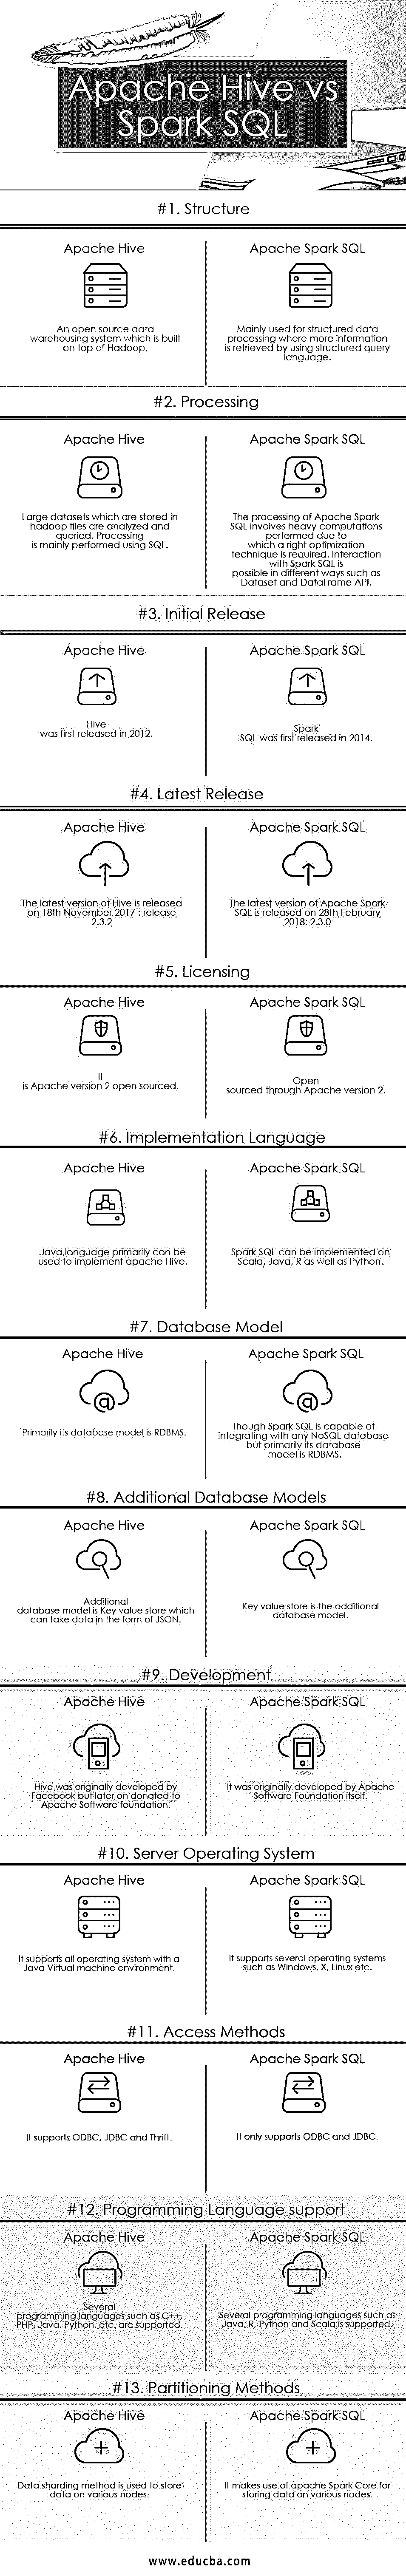 Apache Hive vs
Spark SQL
#1. Structure
Apache Hive
An open source data
warehousing system which is built
on top of Hadoop.
Apache Spark SQL
Mainly used for structured data
processing where more information
is retrieved by using structured query
language.
#2. Processing
Apache Hive
Large datasets which are stored in
hadoop files are analyzed and
queried. Processing
is mainly performed using SQL.
Apache Spark SQL
The processing of Apache Spark
SQL involves heavy computations
performed due to
which a right optimization
technique is required. Interaction
with Spark SQL is
possible in different ways such as
Dataset and DataFrame API.
#3. Initial Release
Apache Hive
Hive
was first released in 2012.
Apache Spark SQL
Spark
SQL was first released in 2014.
#4. Latest Release
Apache Hive
The latest version of Hive is released
on 18th November 2017 : release
2.3.2
Apache Spark SQL
The latest version of Apache Spark
SQL is released on 28th February
2018: 2.3.0
#5. Licensing
Apache Hive
It
is Apache version 2 open sourced.
Apache Spark SQL
Open
sourced through Apache version 2.
#6. Implementation Language
Apache Hive
Java language primarily can be
used to implement apache Hive.
Apache Spark SQL
Spark SQL can be implemented on
Scala, Java, R as well as Python.
#7. Database Model
Apache Hive
Primarily its database model is RDBMS.
Apache Spark SQL
Though Spark SQL is capable of
integrating with any NoSQL database
but primarily its database
model is RDBMS.
#8. Additional Database Models
Apache Hive
Additional
database model is Key value store which
can take data in the form of JSON.
Apache Spark SQL
Key value store is the additional
database model.
#9. Development
Apache Hive
Hive was originally developed by
Facebook but later on donated to
Apache Software foundation.
Apache Spark SQL
It was originally developed by Apache
Software Foundation itself.
#10. Server Operating System
Apache Hive
It supports all operating system with a
Java Virtual machine environment.
Apache Spark SQL
It supports several operating systems
such as Windows, X, Linux etc.
#11. Access Methods
Apache Hive
It supports ODBC, JDBC and Thrift.
Apache Spark SQL
It only supports ODBC and JDBC.
#12. Programming Language support
Apache Hive
Several
programming languages such as C++,
PHP, Java, Python, etc. are supported.
Apache Spark SQL
Several programming languages such as
Java, R, Python and Scala is supported.
#13. Partitioning Methods
Apache Hive
Data sharding method is used to store
data on various nodes.
Apache Spark SQL
It makes use of apache Spark Core for
storing data on various nodes.
www.educba.com